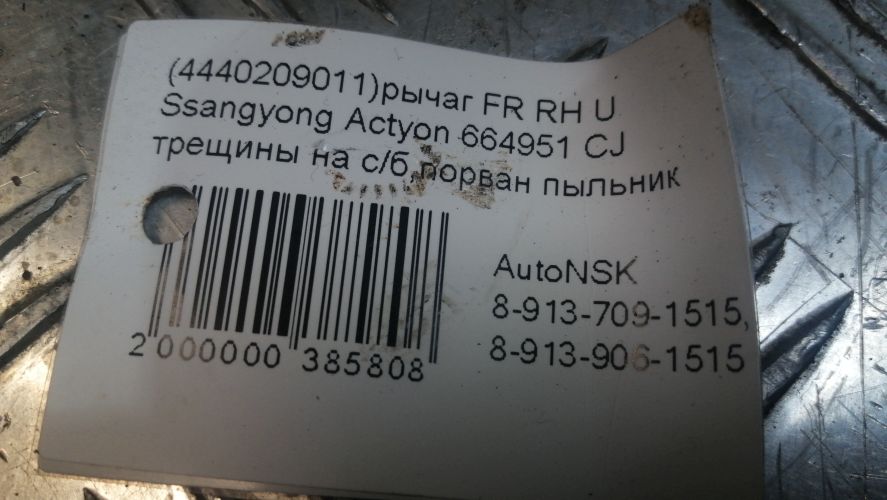 (4440209011)рычаг FR RH U
Ssangyong Actyon 664951 CJ
трещины на с/б,порван пыльник
AutoNSK
8-913-709-1515,
8-913-906-1515
2 000000 385808